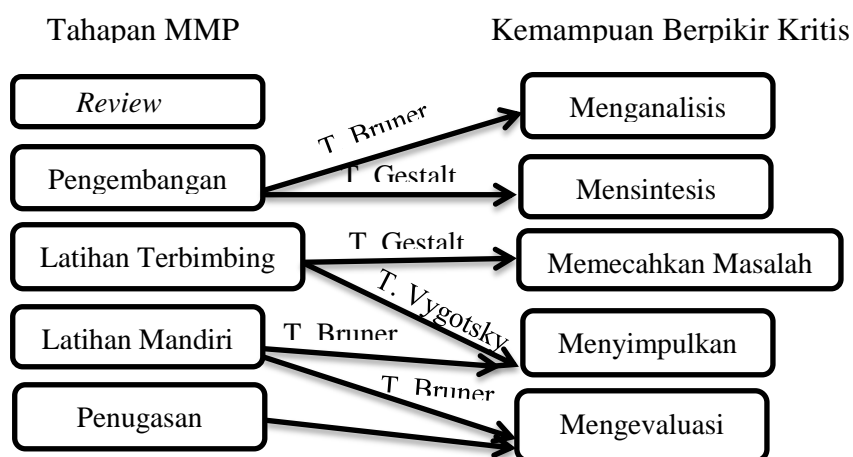 Tahapan MMP
Kemampuan Berpikir Kritis
Review
Menganalisis
T. Bruner
Pengembangan
T. Gestalt
Mensintesis
Latihan Terbimbing
T. Gestalt
Memecahkan Masalah
T. Vygotsky
Latihan Mandiri
T. Bruner
Menyimpulkan
T. Bruner
Penugasan
Mengevaluasi